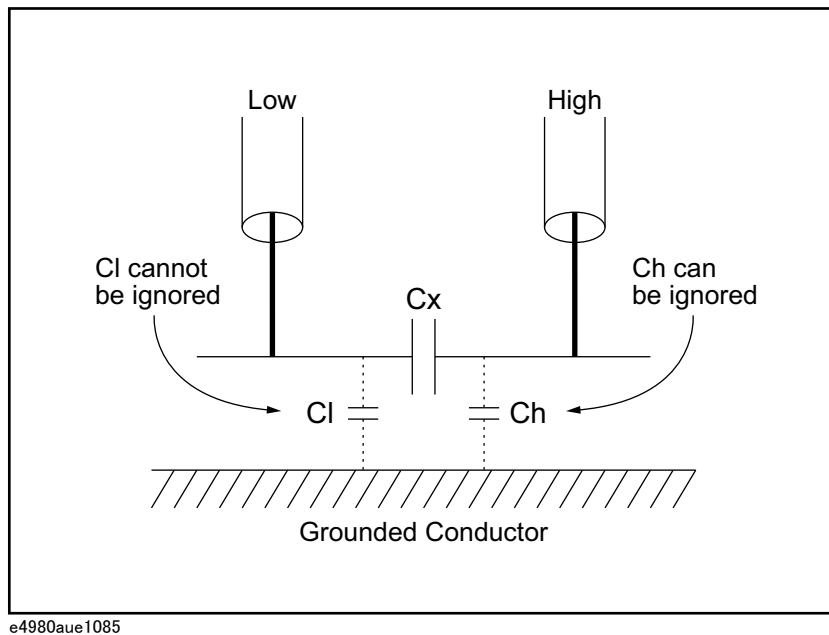 Low
High
Cl cannot
be ignored
Cx
Ch can
be ignored
Cl
Ch
Grounded Conductor
e4980aue1085